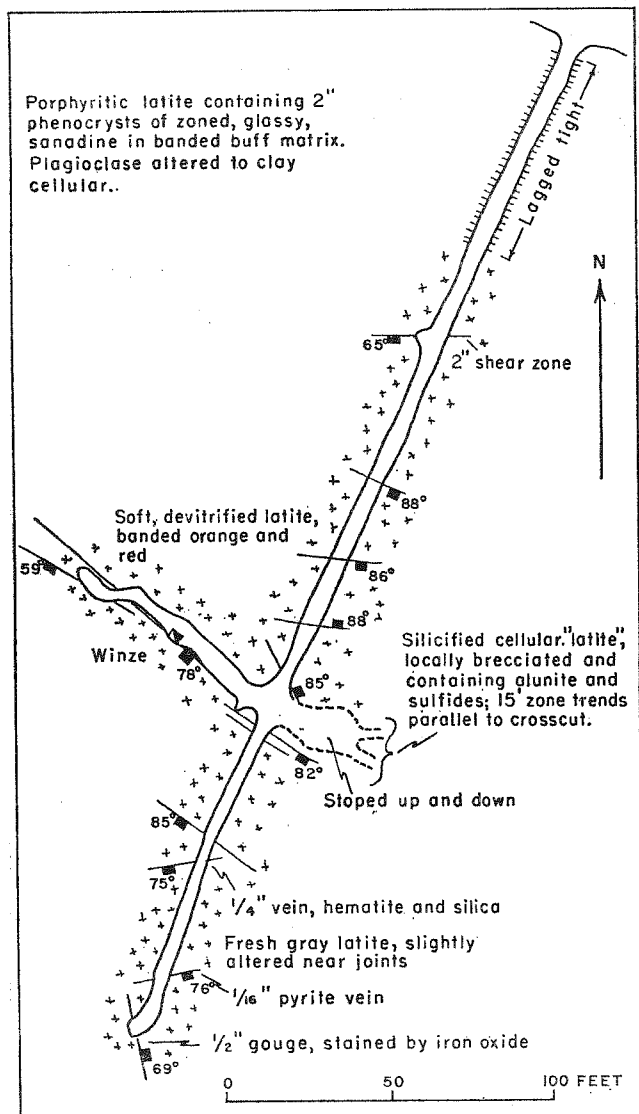 Porphyritic latite containing 2"
phenocrysts of zoned, glassy,
sanadine in banded buff matrix.
Plagioclase altered to clay
cellular..
Lagged tight
N
65°
2" shear zone
88°
Soft, devitrified latite,
banded orange and
red
86°
59°
88°
Winze
78°
85°
Silicified cellular "latite",
locally brecciated and
containing alunite and
sulfides; 15' zone trends
parallel to crosscut.
82°
Stoped up and down
85°
75°
1/4" vein, hematite and silica
Fresh gray latite, slightly
altered near joints
76°
1/16" pyrite vein
1/2" gouge, stained by iron oxide
69°
0 50 100 FEET